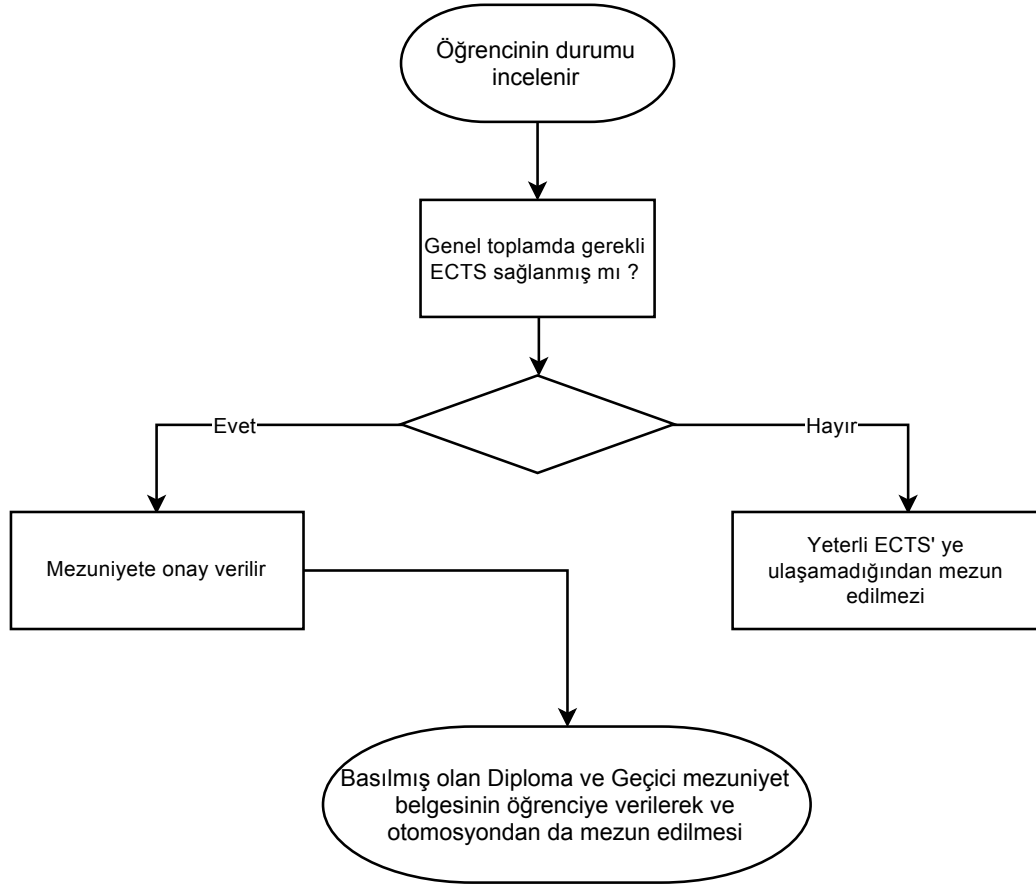 Öğrencinin durumu
incelenir
Genel toplamda gerekli
ECTS sağlanmış mı ?
Evet
Hayır
Mezuniyete onay verilir
Yeterli ECTS' ye
ulaşamadığından mezun
edilmezi
Basılmış olan Diploma ve Geçici mezuniyet
belgesinin öğrenciye verilerek ve
otomosyondan da mezun edilmesi